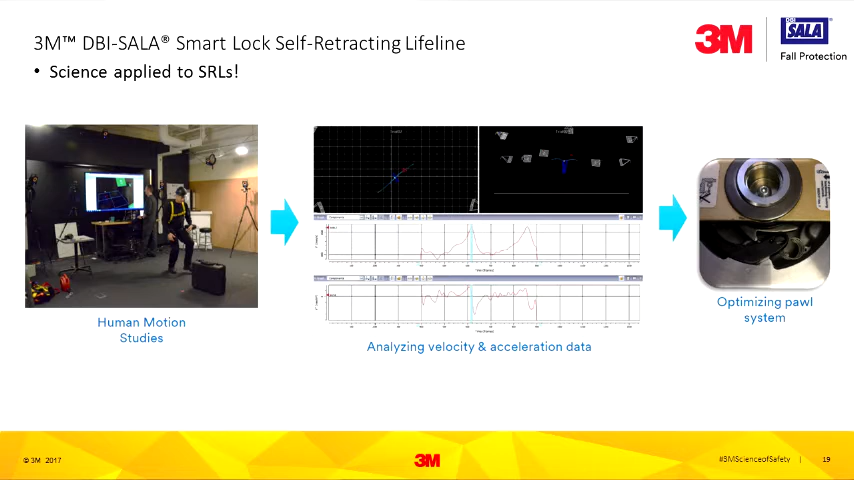 3M™ DBI-SALA® Smart Lock Self-Retracting Lifeline
• Science applied to SRLs!
3M
DBI
SALA
Fall Protection
Human Motion
Studies
Analyzing velocity & acceleration data
Optimizing pawl
system
© 3M 2017
3M
#3MScienceofSafety | 19